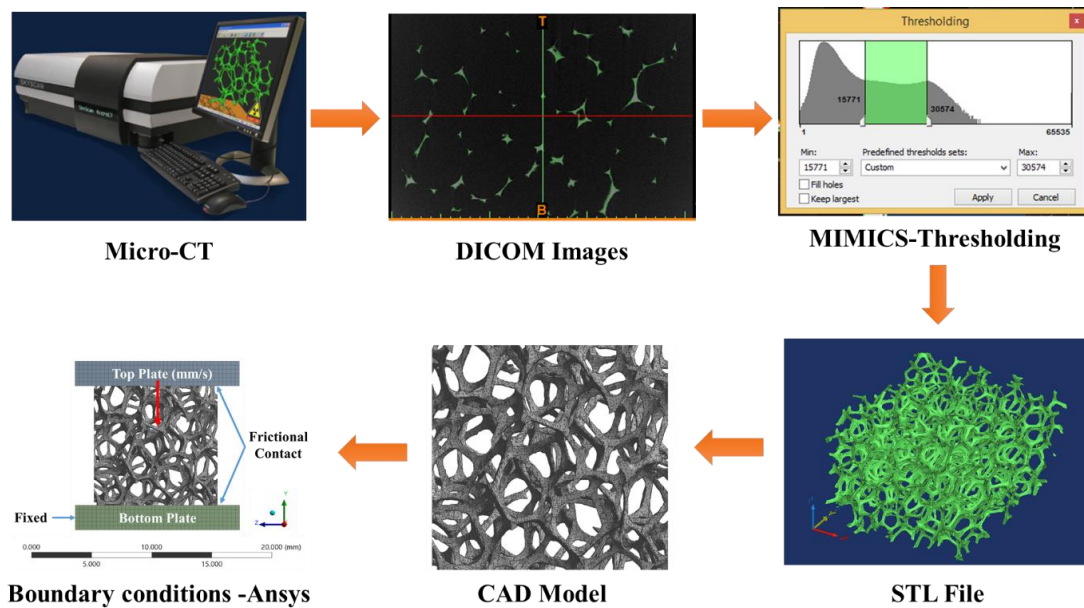 SKYSCAN
T
B
Micro-CT
DICOM Images
Thresholding
x
15771
30574
1
65535
Min:
Predefined thresholds sets:
Max:
15771
Custom
30574
Fill holes
Keep largest
Apply
Cancel
MIMICS-Thresholding
Top Plate (mm/s)
Frictional
Contact
Fixed
Bottom Plate
Y
Z
0.000
10.000
20.000 (mm)
5.000
15.000
Boundary conditions -Ansys
CAD Model
STL File